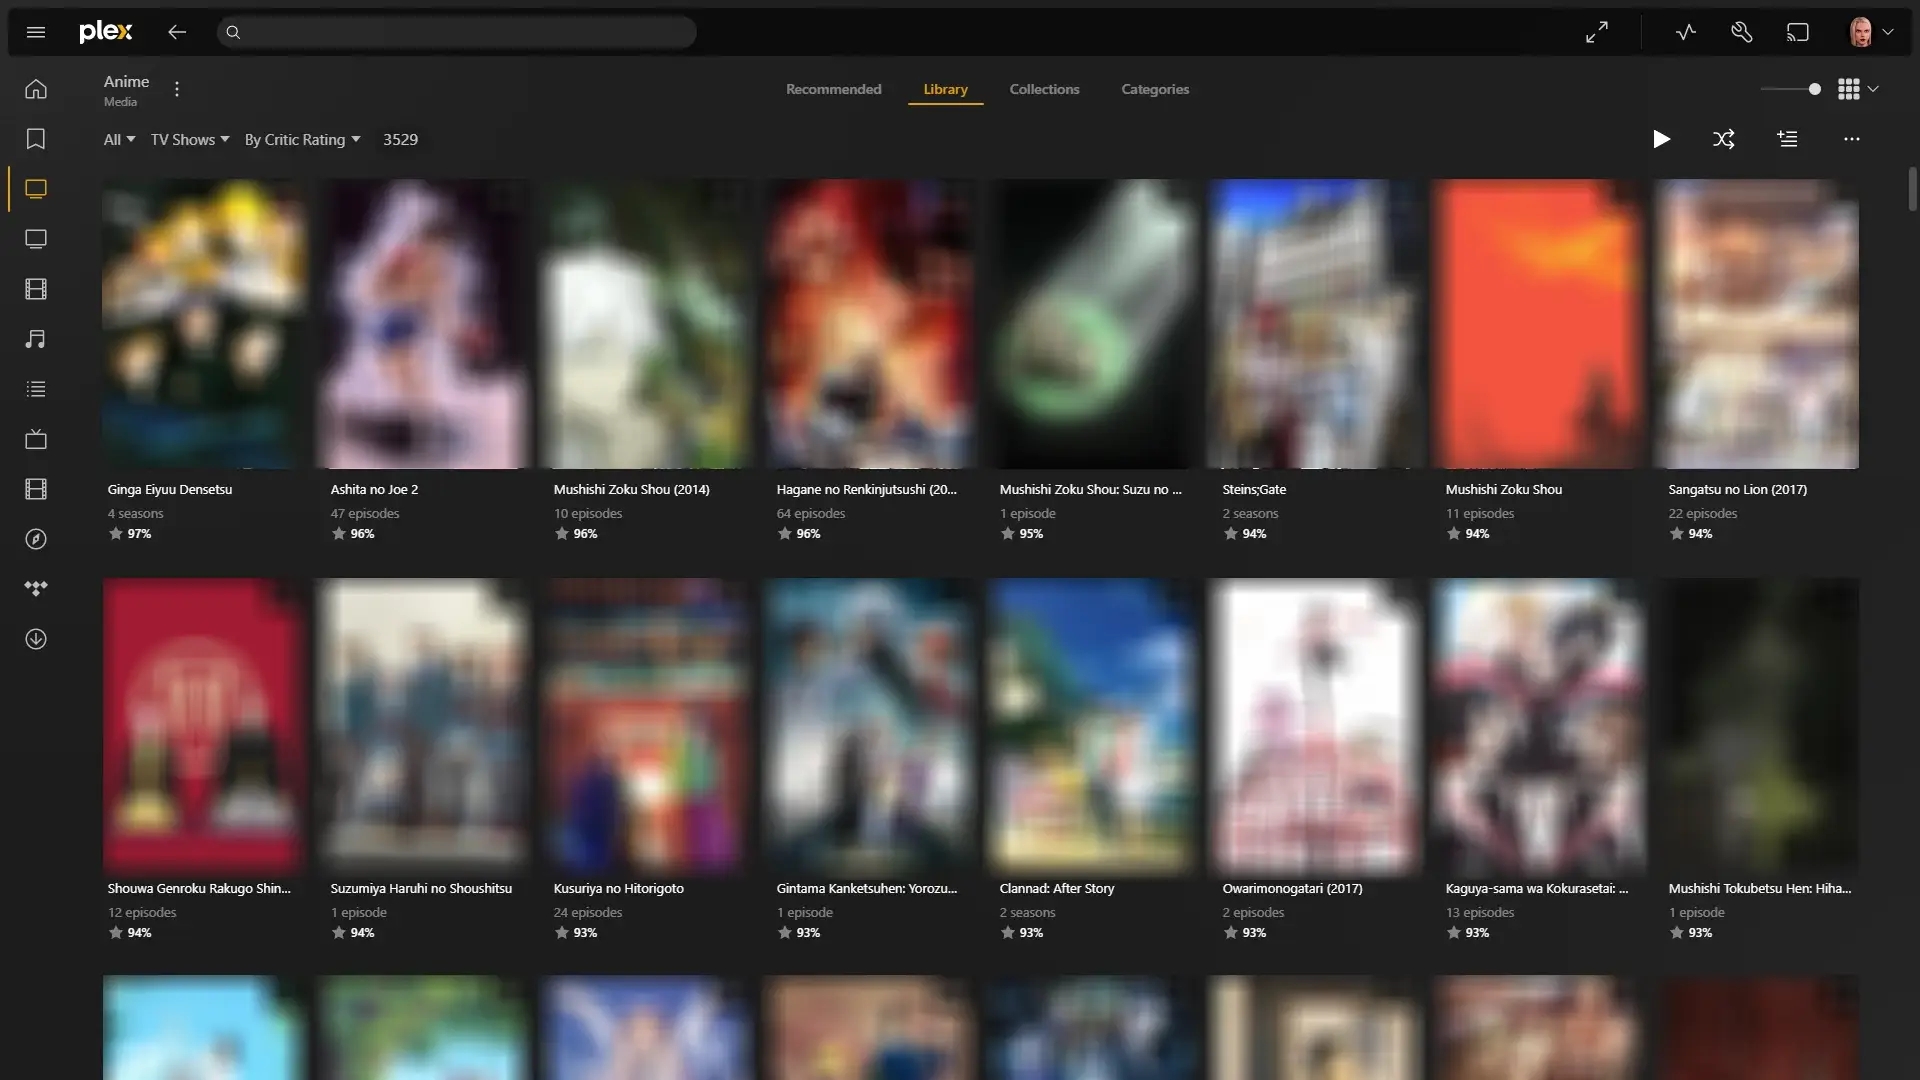 plex
Anime
Media
Recommended Library Collections Categories
All TV Shows By Critic Rating 3529
Ginga Eiyuu Densetsu
4 seasons
97%
Ashita no Joe 2
47 episodes
96%
Mushishi Zoku Shou (2014)
10 episodes
96%
Hagane no Renkinjutsushi (20...
64 episodes
96%
Mushishi Zoku Shou: Suzu no ...
1 episode
95%
Steins;Gate
2 seasons
94%
Mushishi Zoku Shou
11 episodes
94%
Sangatsu no Lion (2017)
22 episodes
94%
Shouwa Genroku Rakugo Shin...
12 episodes
94%
Suzumiya Haruhi no Shoushitsu
1 episode
94%
Kusuriya no Hitorigoto
24 episodes
93%
Gintama Kanketsuhen: Yorozu...
1 episode
93%
Clannad: After Story
2 seasons
93%
Owarimonogatari (2017)
2 episodes
93%
Kaguya-sama wa Kokurasetai: ...
13 episodes
93%
Mushishi Tokubetsu Hen: Hiha...
1 episode
93%